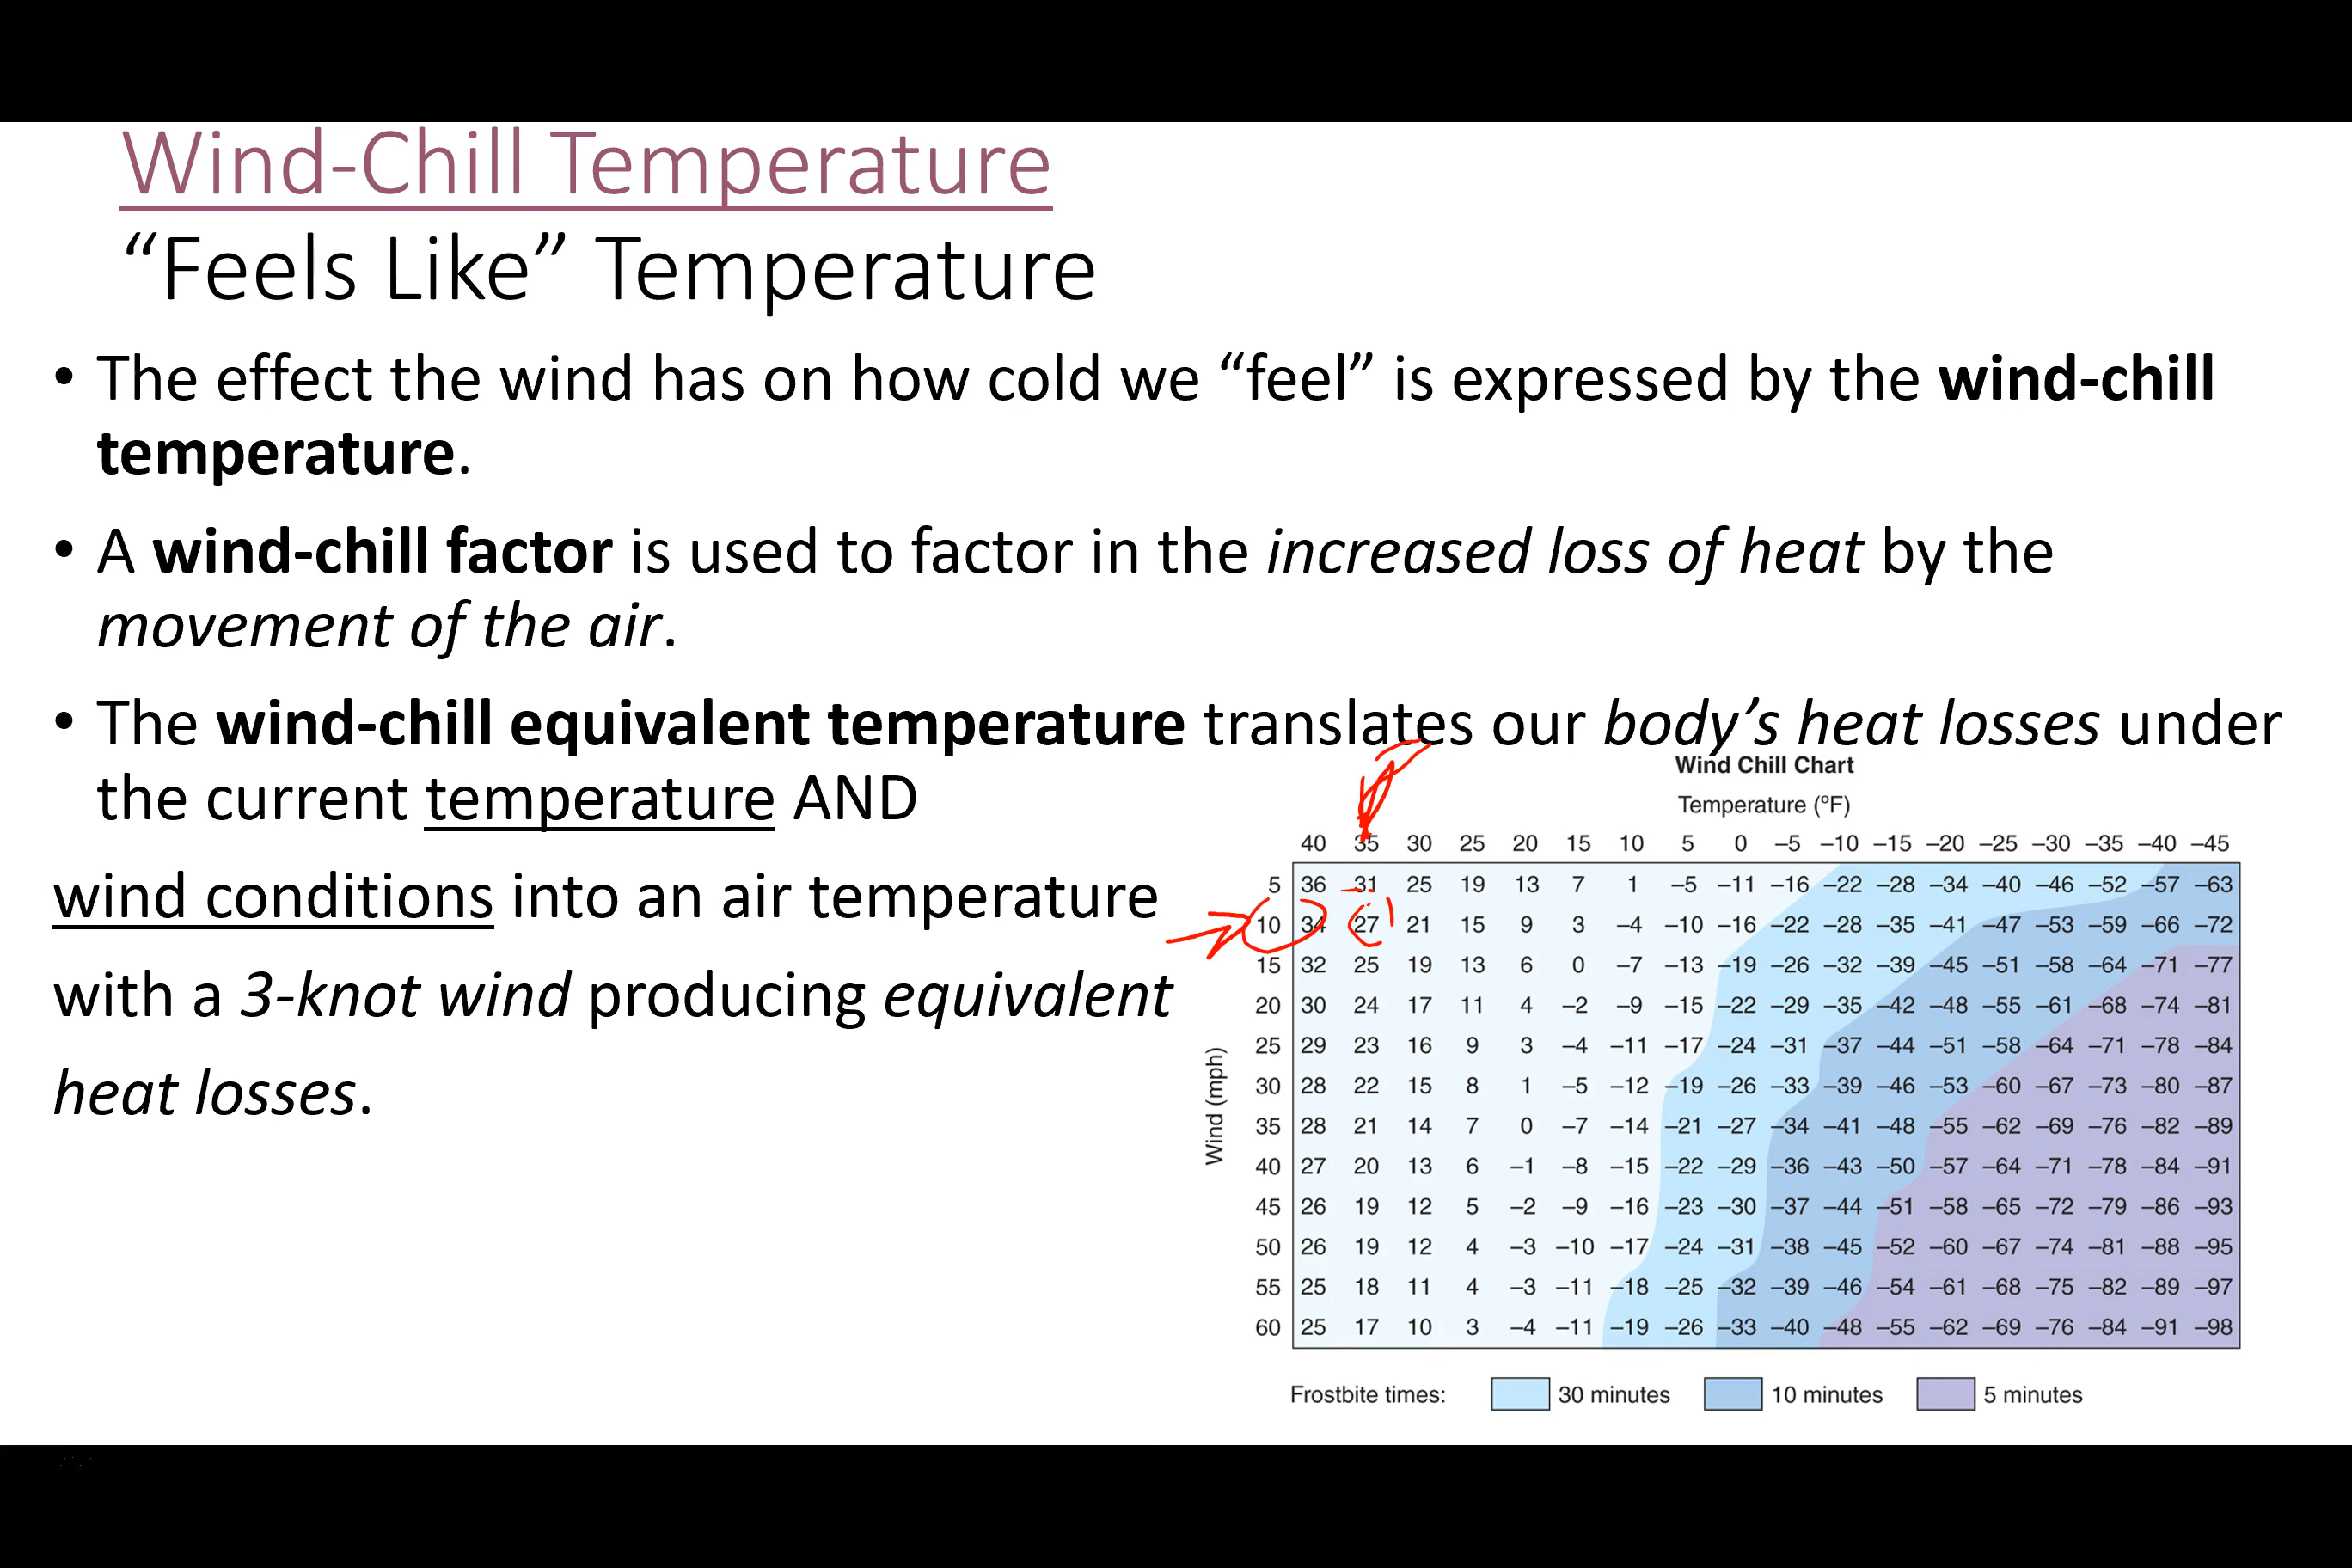 Wind-Chill Temperature
“Feels Like” Temperature
• The effect the wind has on how cold we “feel” is expressed by the wind-chill
temperature.
• A wind-chill factor is used to factor in the increased loss of heat by the
movement of the air.
• The wind-chill equivalent temperature translates our body’s heat losses under
the current temperature AND
wind conditions into an air temperature
with a 3-knot wind producing equivalent
heat losses.
Wind Chill Chart
Temperature (ºF)
40 35 30 25 20 15 10 5 0 –5 –10 –15 –20 –25 –30 –35 –40 –45
Wind (mph)
5 36 31 25 19 13 7 1 –5 –11 –16 –22 –28 –34 –40 –46 –52 –57 –63
10 34 27 21 15 9 3 –4 –10 –16 –22 –28 –35 –41 –47 –53 –59 –66 –72
15 32 25 19 13 6 0 –7 –13 –19 –26 –32 –39 –45 –51 –58 –64 –71 –77
20 30 24 17 11 4 –2 –9 –15 –22 –29 –35 –42 –48 –55 –61 –68 –74 –81
25 29 23 16 9 3 –4 –11 –17 –24 –31 –37 –44 –51 –58 –64 –71 –78 –84
30 28 22 15 8 1 –5 –12 –19 –26 –33 –39 –46 –53 –60 –67 –73 –80 –87
35 28 21 14 7 0 –7 –14 –21 –27 –34 –41 –48 –55 –62 –69 –76 –82 –89
40 27 20 13 6 –1 –8 –15 –22 –29 –36 –43 –50 –57 –64 –71 –78 –84 –91
45 26 19 12 5 –2 –9 –16 –23 –30 –37 –44 –51 –58 –65 –72 –79 –86 –93
50 26 19 12 4 –3 –10 –17 –24 –31 –38 –45 –52 –60 –67 –74 –81 –88 –95
55 25 18 11 4 –3 –11 –18 –25 –32 –39 –46 –54 –61 –68 –75 –82 –89 –97
60 25 17 10 3 –4 –11 –19 –26 –33 –40 –48 –55 –62 –69 –76 –84 –91 –98
Frostbite times: 30 minutes 10 minutes 5 minutes